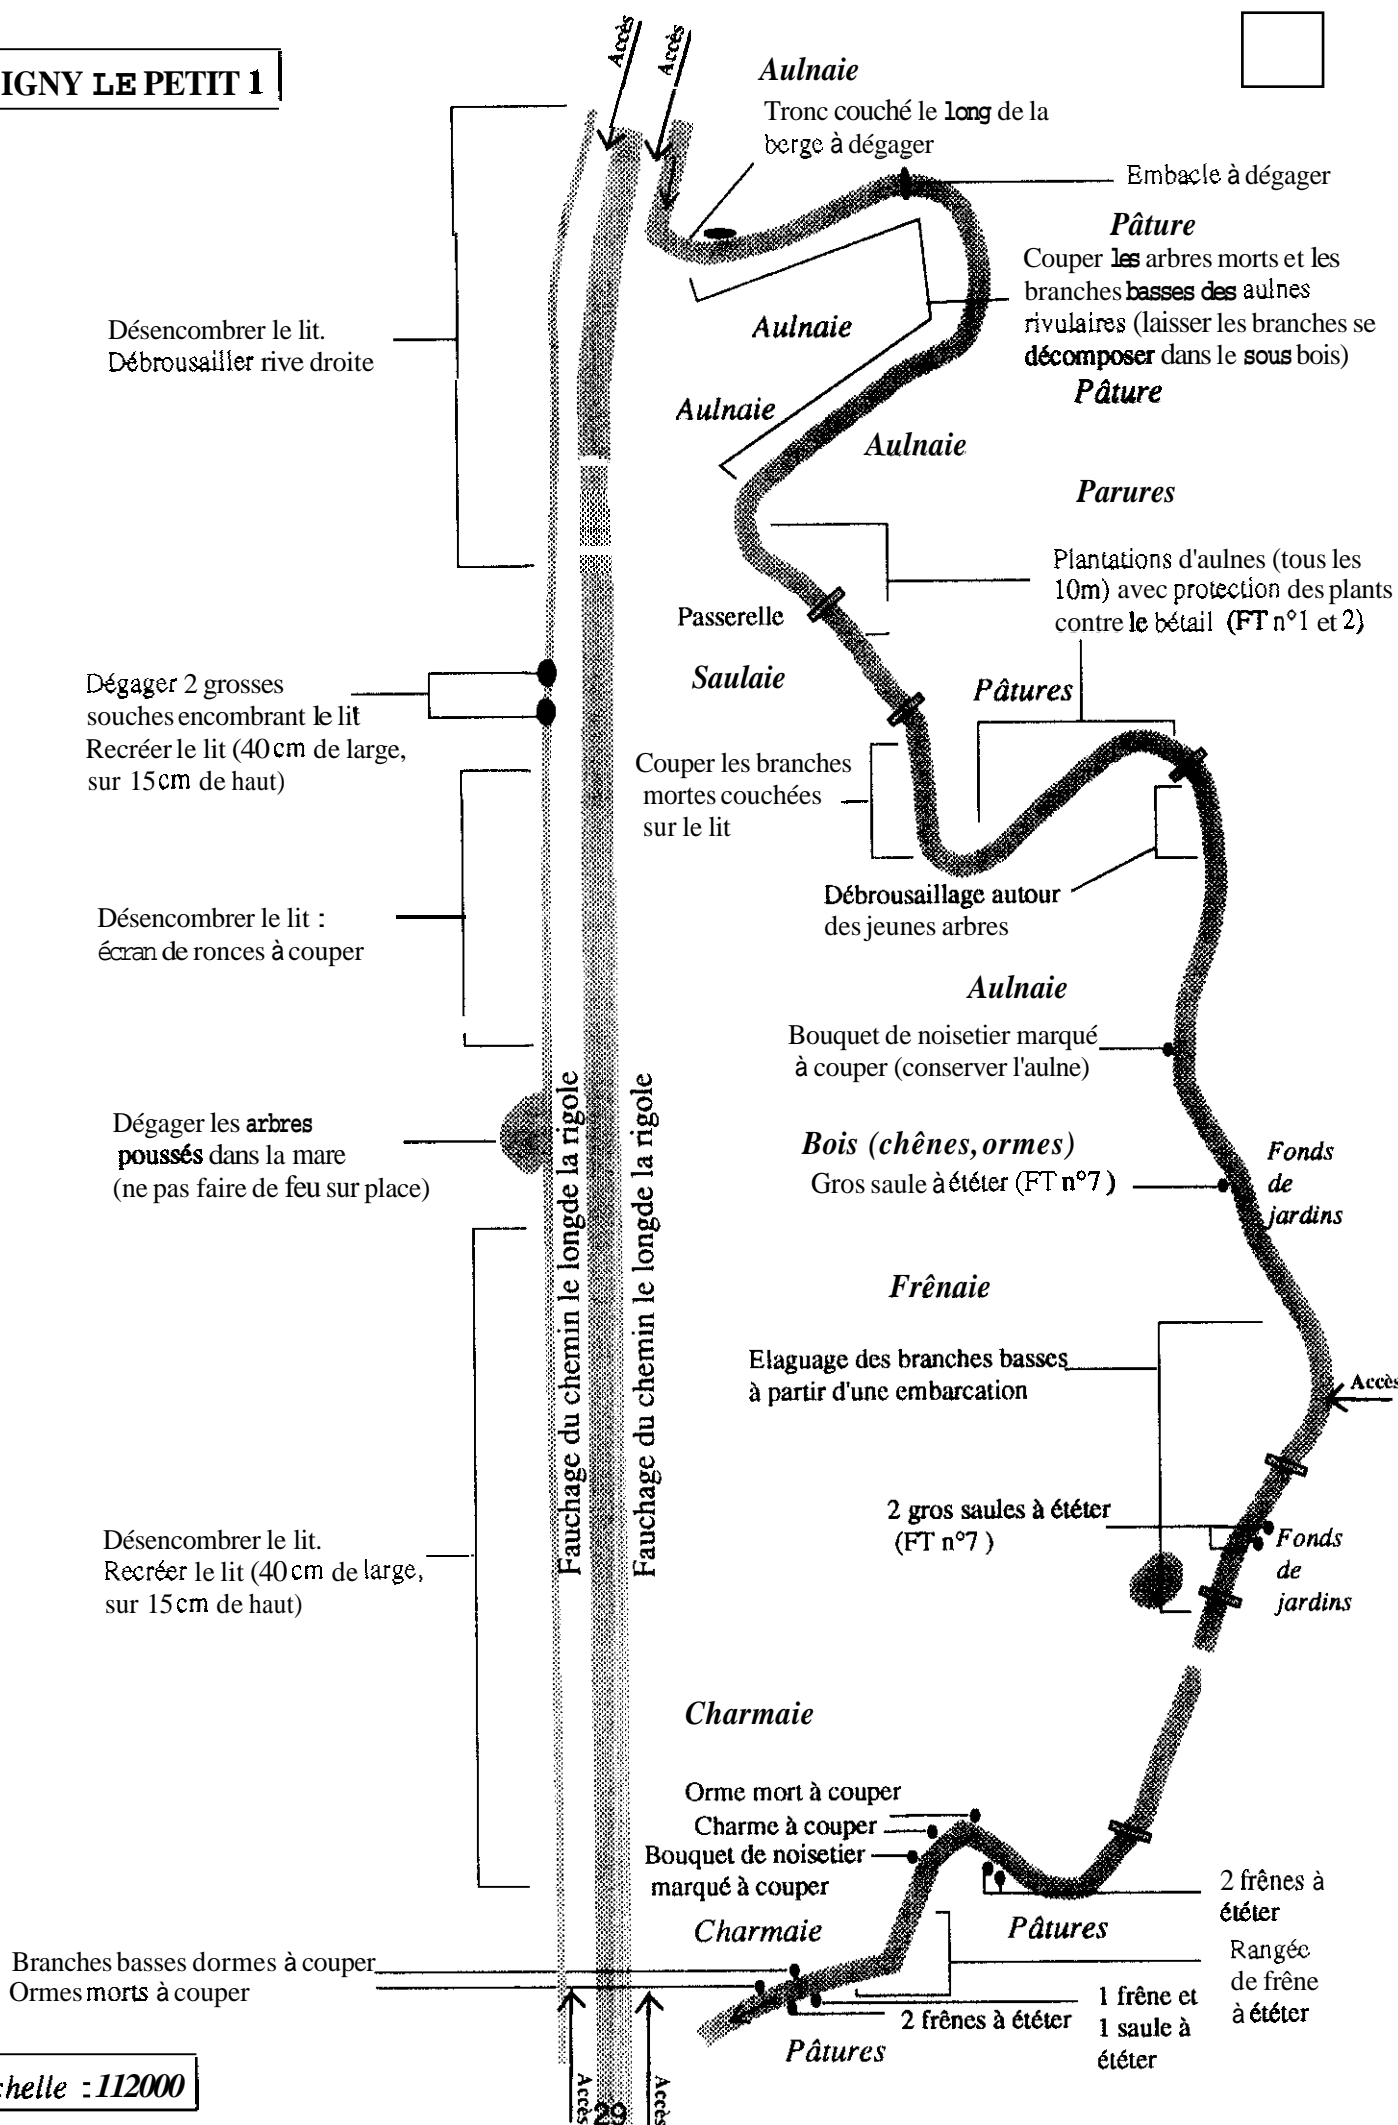 IGNY LE PETIT 1
Accès
Accès
Aulnaie
Tronc couché le long de la
berge à dégager
Embacle à dégager
Pâture
Couper les arbres morts et les
branches basses des aulnes
rivulaires (laisser les branches se
décomposer dans le sous bois)
Pâture
Aulnaie
Désencombrer le lit.
Débrousailler rive droite
Aulnaie
Aulnaie
Parures
Plantations d'aulnes (tous les
10m) avec protection des plants
contre le bétail (FT n°1 et 2)
Passerelle
Saulaie
Pâtures
Dégager 2 grosses
souches encombrant le lit
Recréer le lit (40 cm de large,
sur 15 cm de haut)
Couper les branches
mortes couchées
sur le lit
Débrousaillage autour
des jeunes arbres
Désencombrer le lit :
écran de ronces à couper
Aulnaie
Bouquet de noisetier marqué
à couper (conserver l'aulne)
Dégager les arbres
poussés dans la mare
(ne pas faire de feu sur place)
Fauchage du chemin le longde la rigole
Fauchage du chemin le longde la rigole
Bois (chênes, ormes)
Gros saule à ététer (FT n°7 )
Fonds
de
jardins
Frênaie
Elaguage des branches basses
à partir d'une embarcation
Accès
2 gros saules à ététer
(FT n°7 )
Fonds
de
jardins
Désencombrer le lit.
Recréer le lit (40 cm de large,
sur 15 cm de haut)
Charmaie
Orme mort à couper
Charme à couper
Bouquet de noisetier
marqué à couper
2 frênes à
ététer
Charmaie
Pâtures
Rangée
de frêne
à ététer
Branches basses dormes à couper
Ormes morts à couper
2 frênes à ététer
1 frêne et
1 saule à
ététer
Pâtures
chelle : 112000
Accès
29
Accès